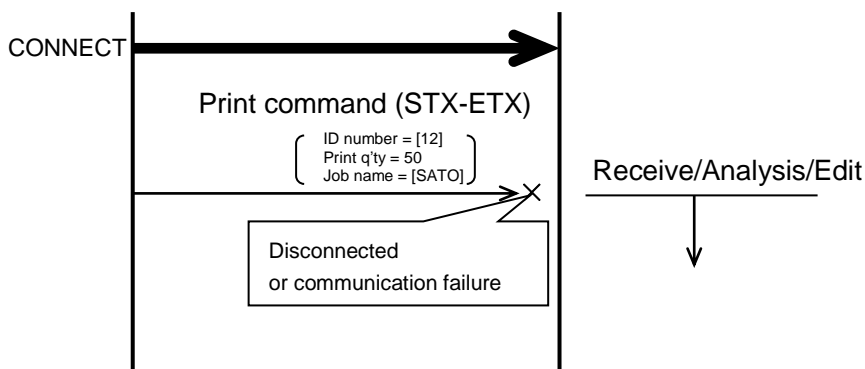 CONNECT
Print command (STX-ETX)
ID number = [12]
Print q'ty = 50
Job name = [SATO]
Receive/Analysis/Edit
Disconnected
or communication failure